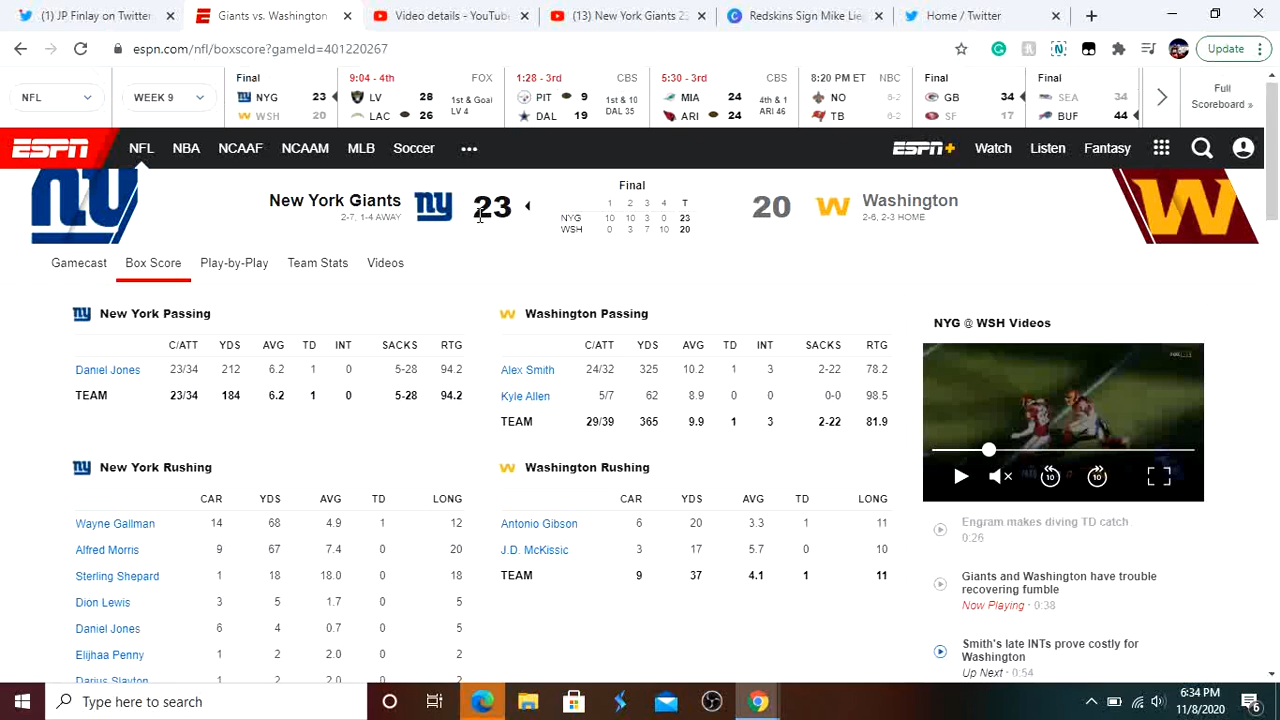 (1) JP Finlay on Twitter
Giants vs. Washington
Video details - YouTube
(13) New York Giants 23
Redskins Sign Mike Lie
Home / Twitter
espn.com/nfl/boxscore?gameId=401220267
Update
NFL
WEEK 9
Final
NYG 23
WSH 20
9:04 - 4th FOX
LV 28
LAC 26
1st & Goal
LV 4
1:28 - 3rd CBS
PIT 9
DAL 19
1st & 10
DAL 35
5:30 - 3rd CBS
MIA 24
ARI 24
4th & 1
ARI 46
8:20 PM ET NBC
NO 6-2
TB 6-2
Final
GB 34
SF 17
Final
SEA 34
BUF 44
Full
Scoreboard »
ESPN NFL NBA NCAAF NCAAM MLB Soccer ••• ESPN+ Watch Listen Fantasy
ny
New York Giants
2-7, 1-4 AWAY
ny
23
Final
1 2 3 4 T
NYG 10 10 3 0 23
WSH 0 3 7 10 20
20
W
Washington
2-6, 2-3 HOME
W
Gamecast Box Score Play-by-Play Team Stats Videos
New York Passing
C/ATT YDS AVG TD INT SACKS RTG
Daniel Jones 23/34 212 6.2 1 0 5-28 94.2
TEAM 23/34 184 6.2 1 0 5-28 94.2
Washington Passing
C/ATT YDS AVG TD INT SACKS RTG
Alex Smith 24/32 325 10.2 1 3 2-22 78.2
Kyle Allen 5/7 62 8.9 0 0 0-0 98.5
TEAM 29/39 365 9.9 1 3 2-22 81.9
New York Rushing
CAR YDS AVG TD LONG
Wayne Gallman 14 68 4.9 1 12
Alfred Morris 9 67 7.4 0 20
Sterling Shepard 1 18 18.0 0 18
Dion Lewis 3 5 1.7 0 5
Daniel Jones 6 4 0.7 0 5
Elijhaa Penny 1 2 2.0 0 2
Darius Slayton 1 2 2.0 0 2
Washington Rushing
CAR YDS AVG TD LONG
Antonio Gibson 6 20 3.3 1 11
J.D. McKissic 3 17 5.7 0 10
TEAM 9 37 4.1 1 11
NYG @ WSH Videos
10
10
Engram makes diving TD catch
0:26
Giants and Washington have trouble
recovering fumble
Now Playing · 0:38
Smith's late INTs prove costly for
Washington
Up Next · 0:54
Type here to search
6:34 PM
11/8/2020
6